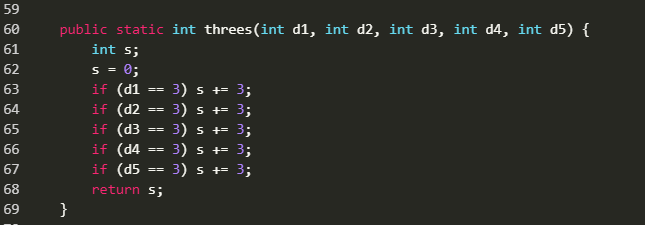 59
60 public static int threes(int d1, int d2, int d3, int d4, int d5) {
61 int s;
62 s = 0;
63 if (d1 == 3) s += 3;
64 if (d2 == 3) s += 3;
65 if (d3 == 3) s += 3;
66 if (d4 == 3) s += 3;
67 if (d5 == 3) s += 3;
68 return s;
69 }